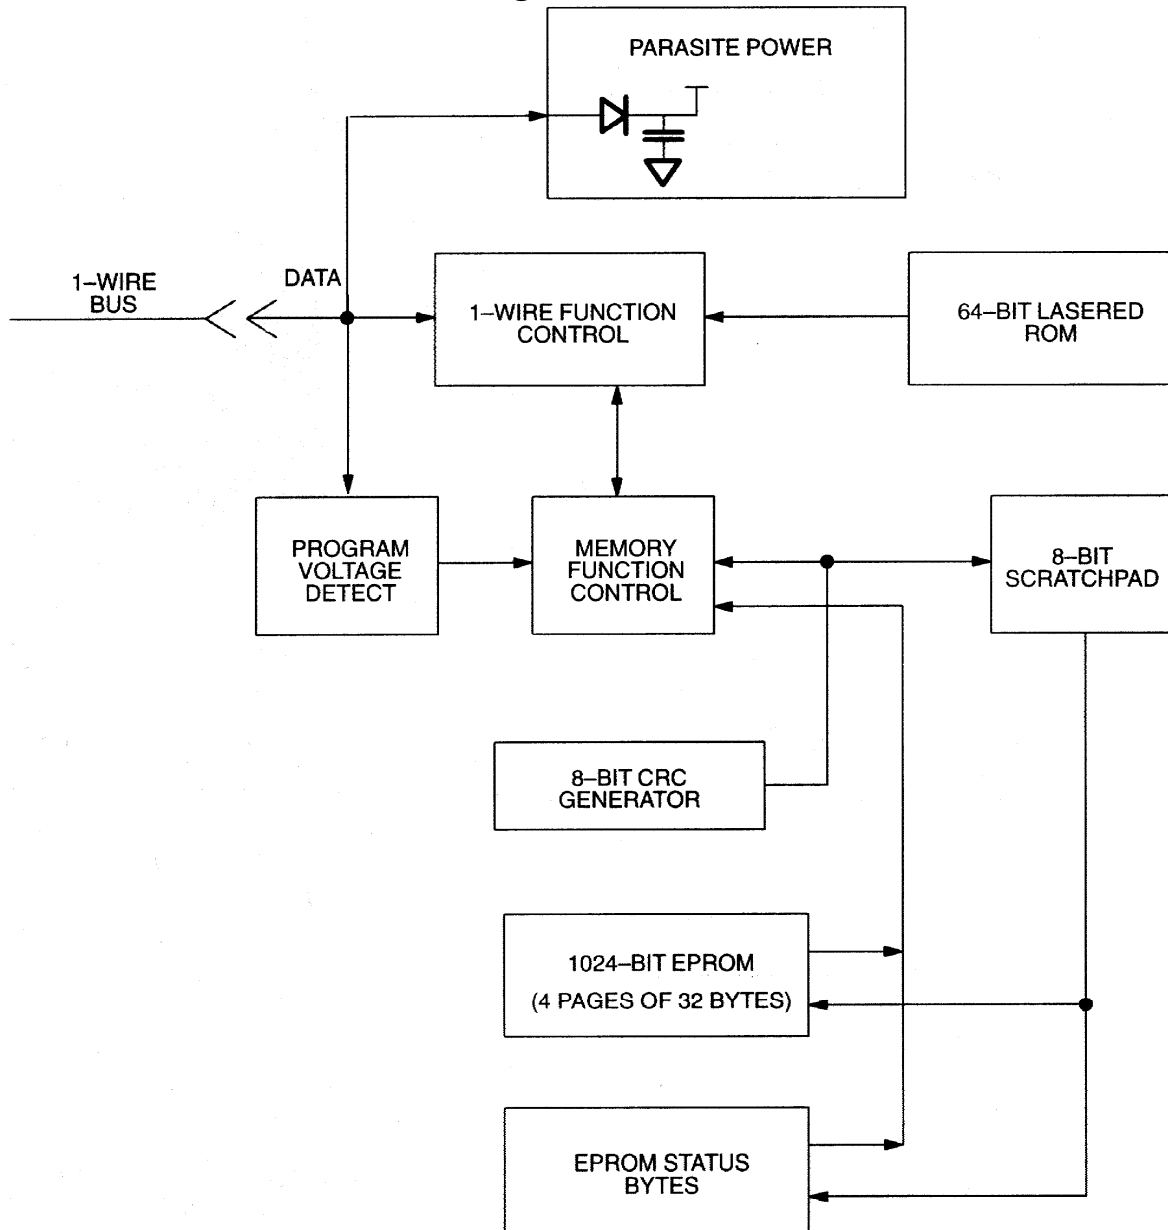 PARASITE POWER
1–WIRE
BUS
DATA
1–WIRE FUNCTION
CONTROL
64–BIT LASERED
ROM
PROGRAM
VOLTAGE
DETECT
MEMORY
FUNCTION
CONTROL
8–BIT
SCRATCHPAD
8–BIT CRC
GENERATOR
1024–BIT EPROM
(4 PAGES OF 32 BYTES)
EPROM STATUS
BYTES